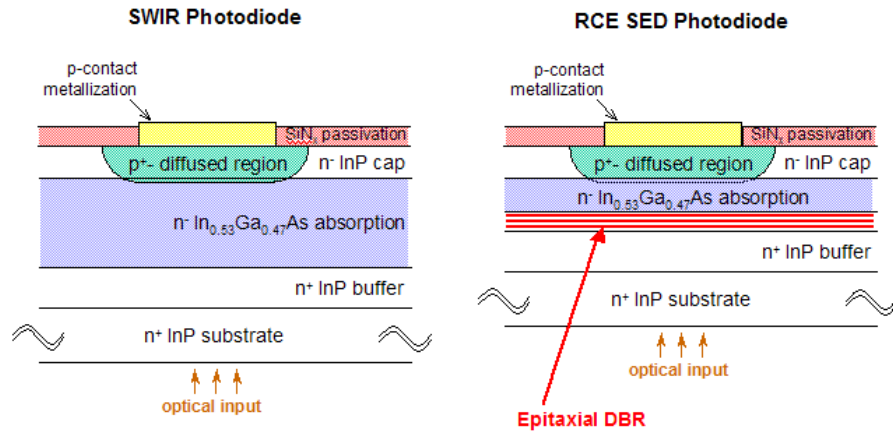 SWIR Photodiode
p-contact
metallization
SiNₓ passivation
p⁺- diffused region
n⁻ InP cap
n⁻ In₀.₅₃Ga₀.₄₇As absorption
n⁺ InP buffer
n⁺ InP substrate
optical input
RCE SED Photodiode
p-contact
metallization
SiNₓ passivation
p⁺- diffused region
n⁻ InP cap
n⁻ In₀.₅₃Ga₀.₄₇As absorption
n⁺ InP buffer
n⁺ InP substrate
optical input
Epitaxial DBR